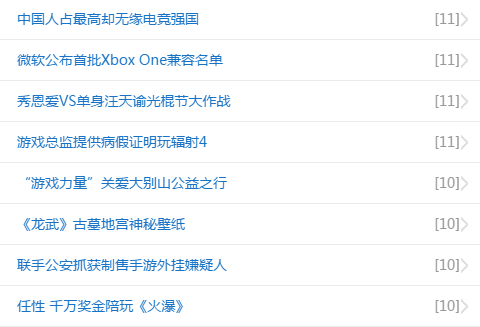 中国人占最高却无缘电竞强国 [11]
微软公布首批Xbox One兼容名单 [11]
秀恩爱VS单身汪天谕光棍节大作战 [11]
游戏总监提供病假证明玩辐射4 [11]
“游戏力量”关爱大别山公益之行 [10]
《龙武》古墓地宫神秘壁纸 [10]
联手公安抓获制售手游外挂嫌疑人 [10]
任性 千万奖金陪玩《火瀑》 [10]